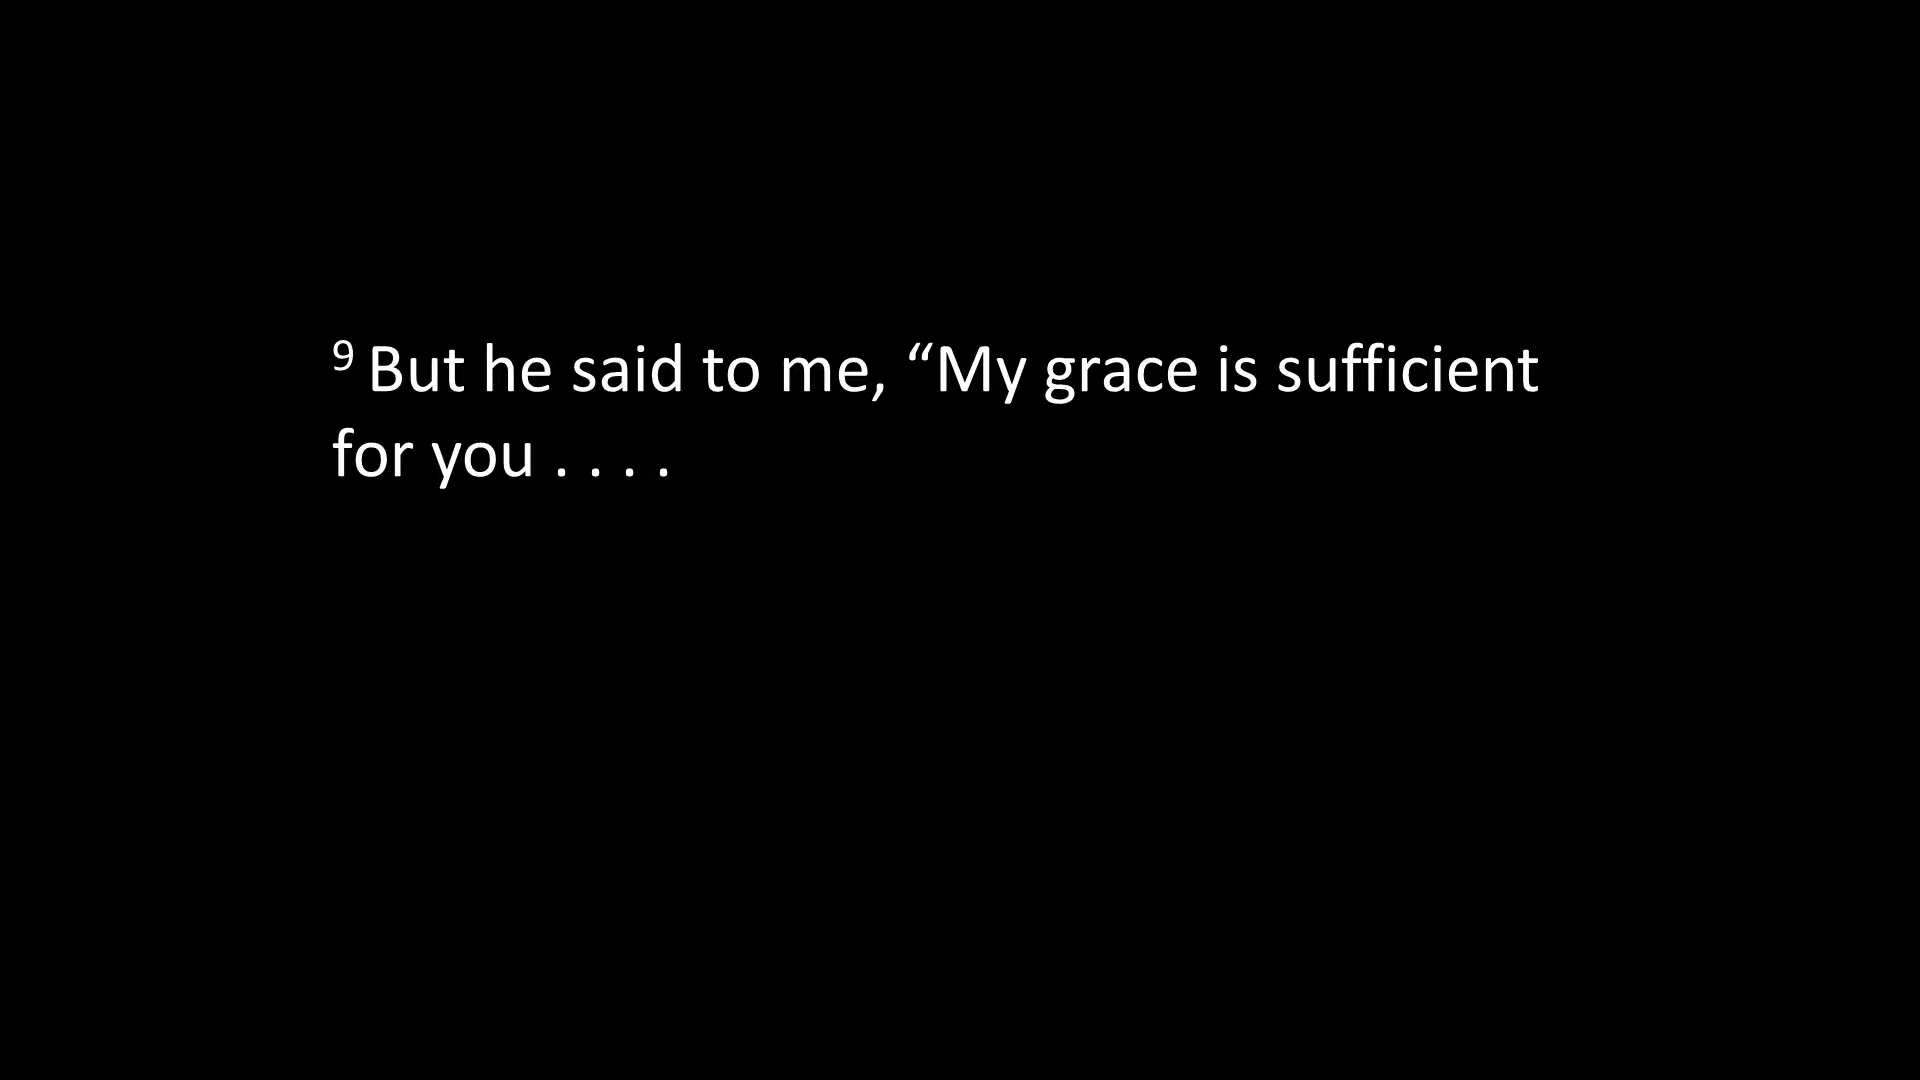 ⁹ But he said to me, “My grace is sufficient
for you . . . .